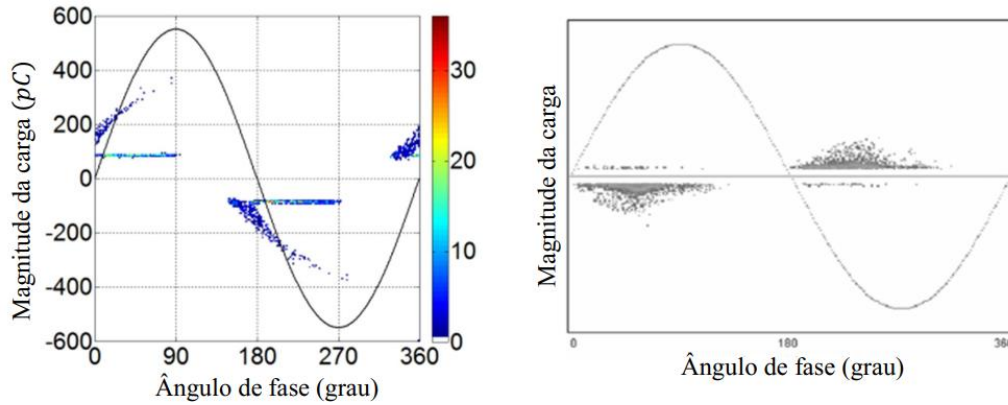 600
400
200
0
-200
-400
-600
Magnitude da carga (pC)
0 90 180 270 360
Ângulo de fase (grau)
30
20
10
0
Magnitude da carga
0 180 360
Ângulo de fase (grau)